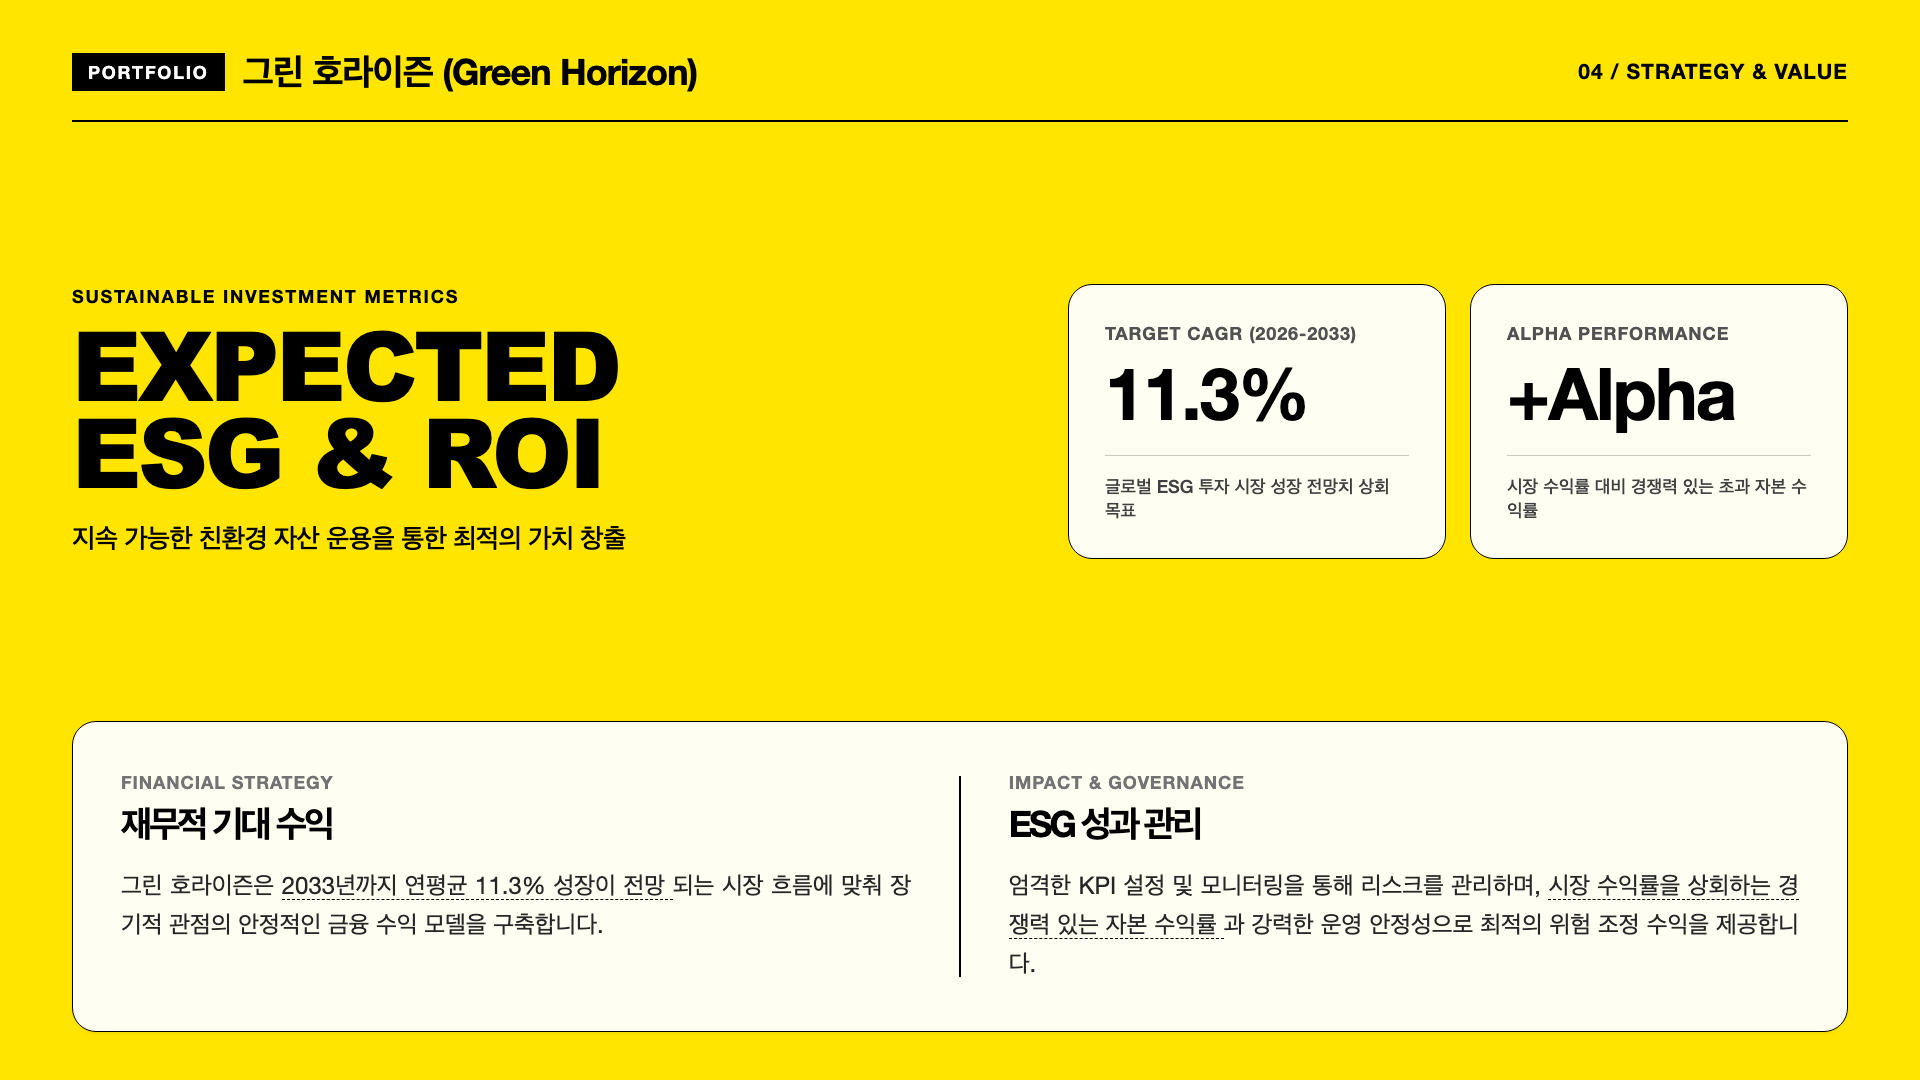 PORTFOLIO
그린 호라이즌 (Green Horizon)
04 / STRATEGY & VALUE
SUSTAINABLE INVESTMENT METRICS
EXPECTED
ESG & ROI
지속 가능한 친환경 자산 운용을 통한 최적의 가치 창출
TARGET CAGR (2026-2033)
11.3%
글로벌 ESG 투자 시장 성장 전망치 상회
목표
ALPHA PERFORMANCE
+Alpha
시장 수익률 대비 경쟁력 있는 초과 자본 수
익률
FINANCIAL STRATEGY
재무적 기대 수익
그린 호라이즌은 2033년까지 연평균 11.3% 성장이 전망 되는 시장 흐름에 맞춰 장
기적 관점의 안정적인 금융 수익 모델을 구축합니다.
IMPACT & GOVERNANCE
ESG 성과 관리
엄격한 KPI 설정 및 모니터링을 통해 리스크를 관리하며, 시장 수익률을 상회하는 경
쟁력 있는 자본 수익률 과 강력한 운영 안정성으로 최적의 위험 조정 수익을 제공합니
다.